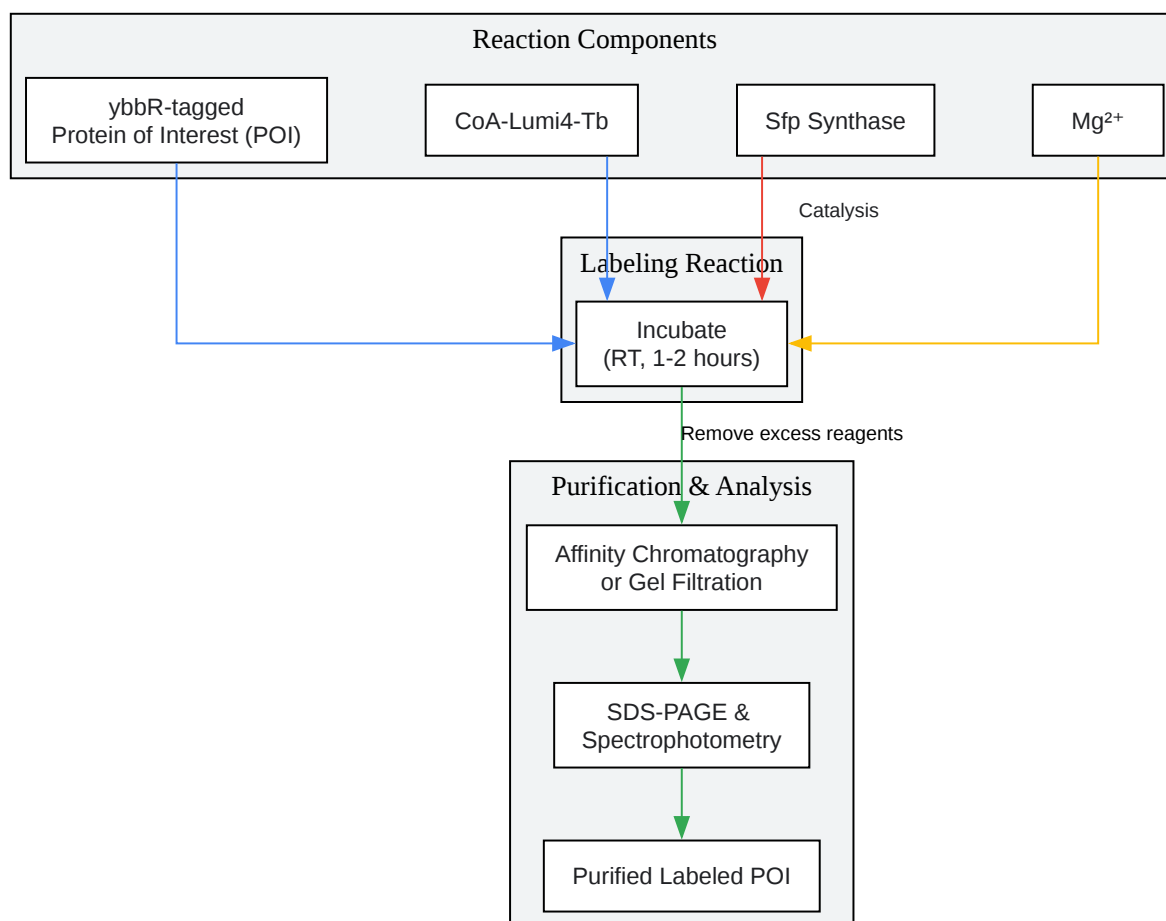 Reaction Components
ybbR-tagged
Protein of Interest (POI)
CoA-Lumi4-Tb
Sfp Synthase
Mg²⁺
Catalysis
Labeling Reaction
Incubate
(RT, 1-2 hours)
Remove excess reagents
Purification & Analysis
Affinity Chromatography
or Gel Filtration
SDS-PAGE &
Spectrophotometry
Purified Labeled POI